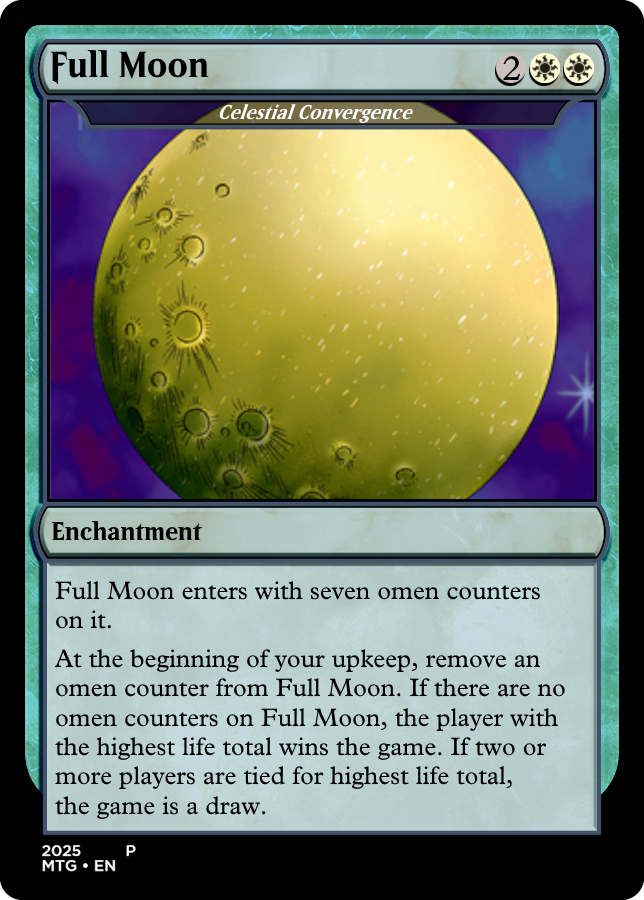 Full Moon 2
Celestial Convergence
Enchantment
Full Moon enters with seven omen counters
on it.
At the beginning of your upkeep, remove an
omen counter from Full Moon. If there are no
omen counters on Full Moon, the player with
the highest life total wins the game. If two or
more players are tied for highest life total,
the game is a draw.
2025 P
MTG • EN